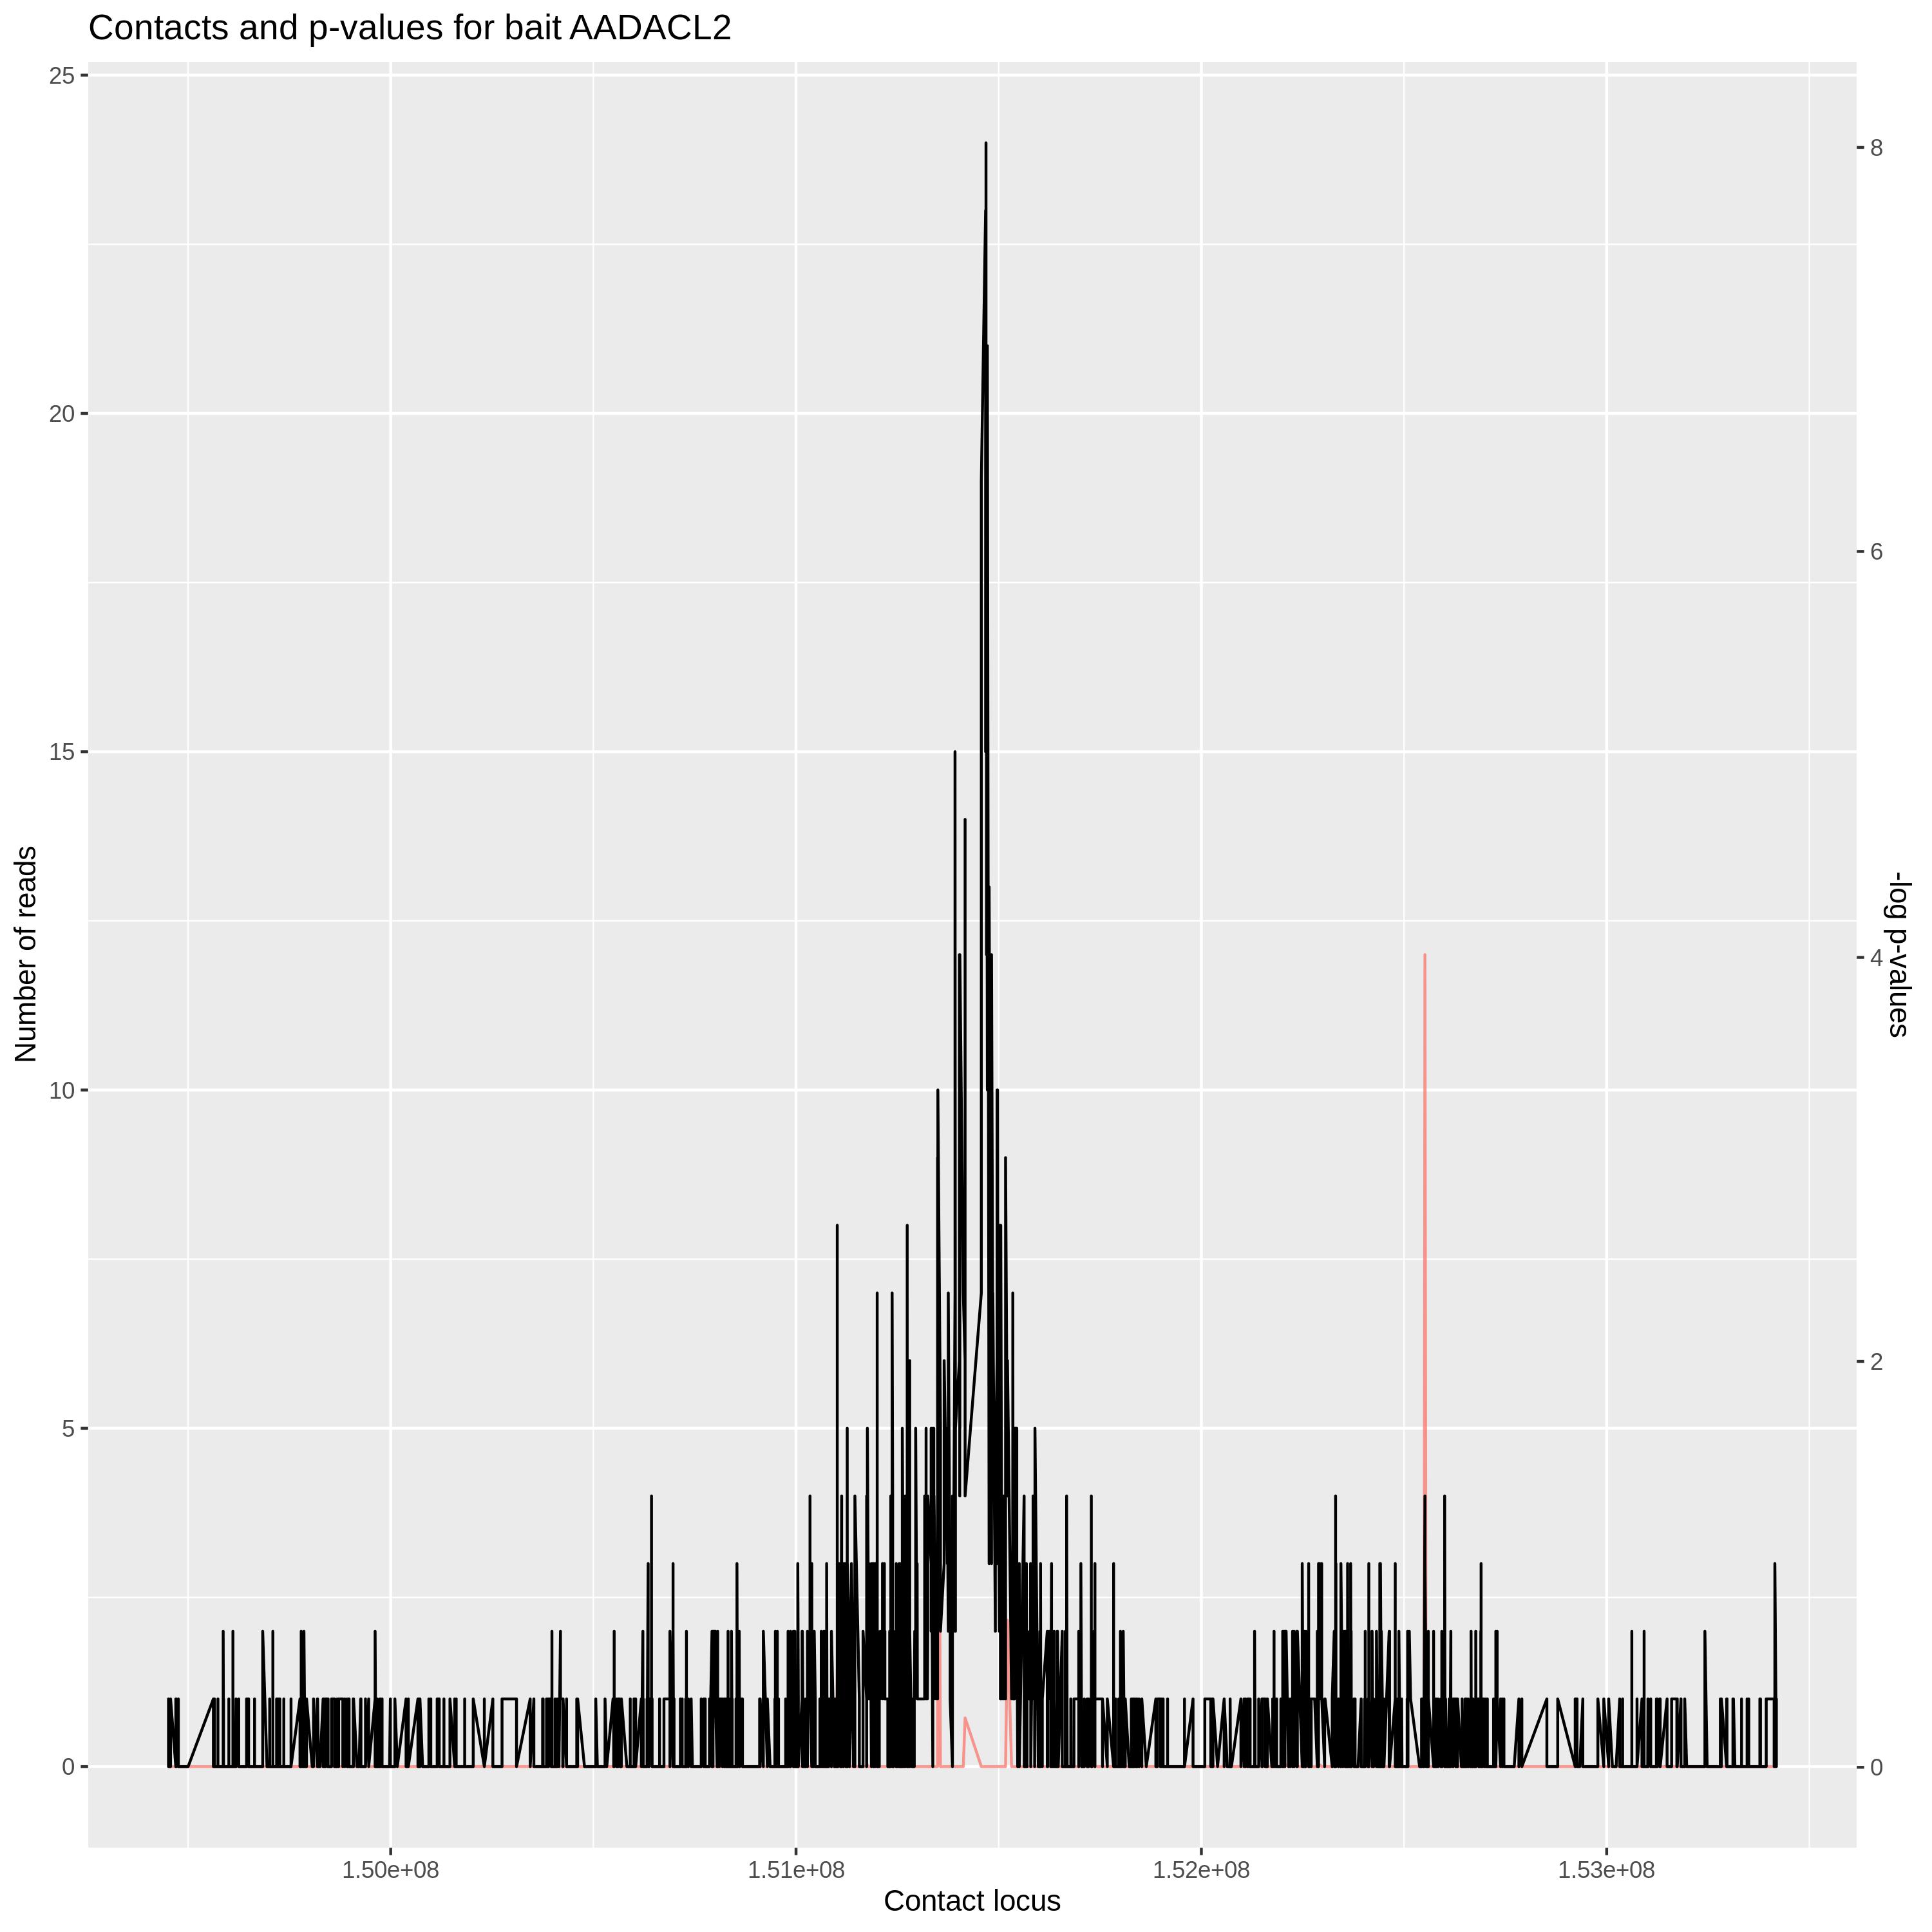 Contacts and p-values for bait AADACL2
25
20
15
10
5
0
Number of reads
8
6
4
2
0
-log p-values
1.50e+08 1.51e+08 1.52e+08 1.53e+08
Contact locus